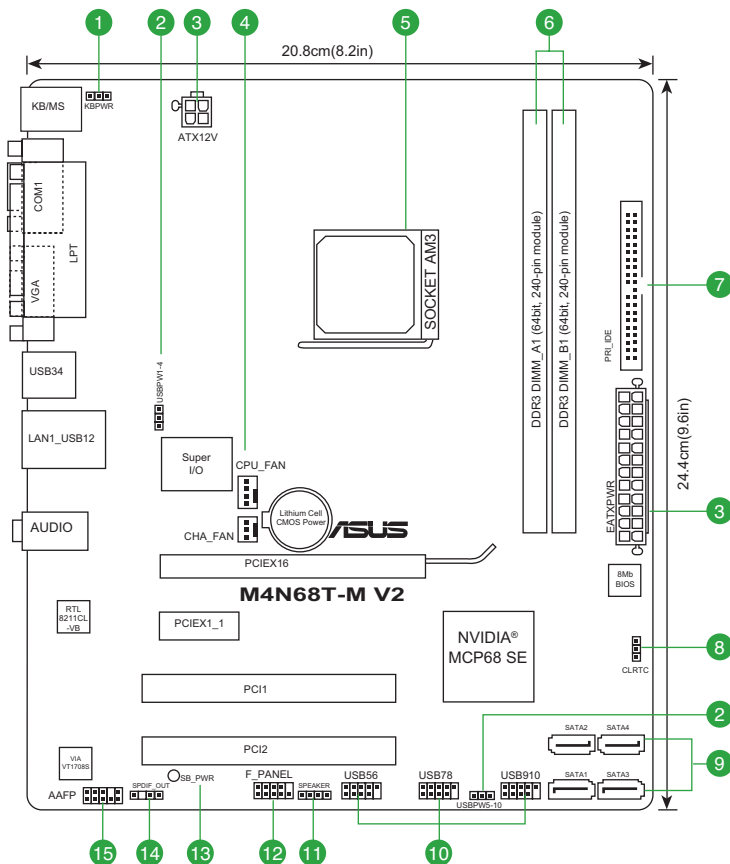 1
2
3
4
5
6
20.8cm(8.2in)
KB/MS
KBPWR
ATX12V
COM1
LPT
VGA
SOCKET AM3
DDR3 DIMM_A1 (64bit, 240-pin module)
DDR3 DIMM_B1 (64bit, 240-pin module)
PRI_IDE
7
USB34
USBPW1-4
LAN1_USB12
Super
I/O
CPU_FAN
24.4cm(9.6in)
EATXPWR
3
AUDIO
CHA_FAN
Lithium Cell
CMOS Power
ASUS
PCIEX16
M4N68T-M V2
8Mb
BIOS
RTL
8211CL
-VB
PCIEX1_1
NVIDIA®
MCP68 SE
8
CLRTC
PCI1
2
SATA2
SATA4
PCI2
9
VIA
VT1708S
SB_PWR
AAFP
SPDIF_OUT
F_PANEL
SPEAKER
USB56
USB78
USBPW5-10
USB910
SATA1
SATA3
15
14
13
12
11
10